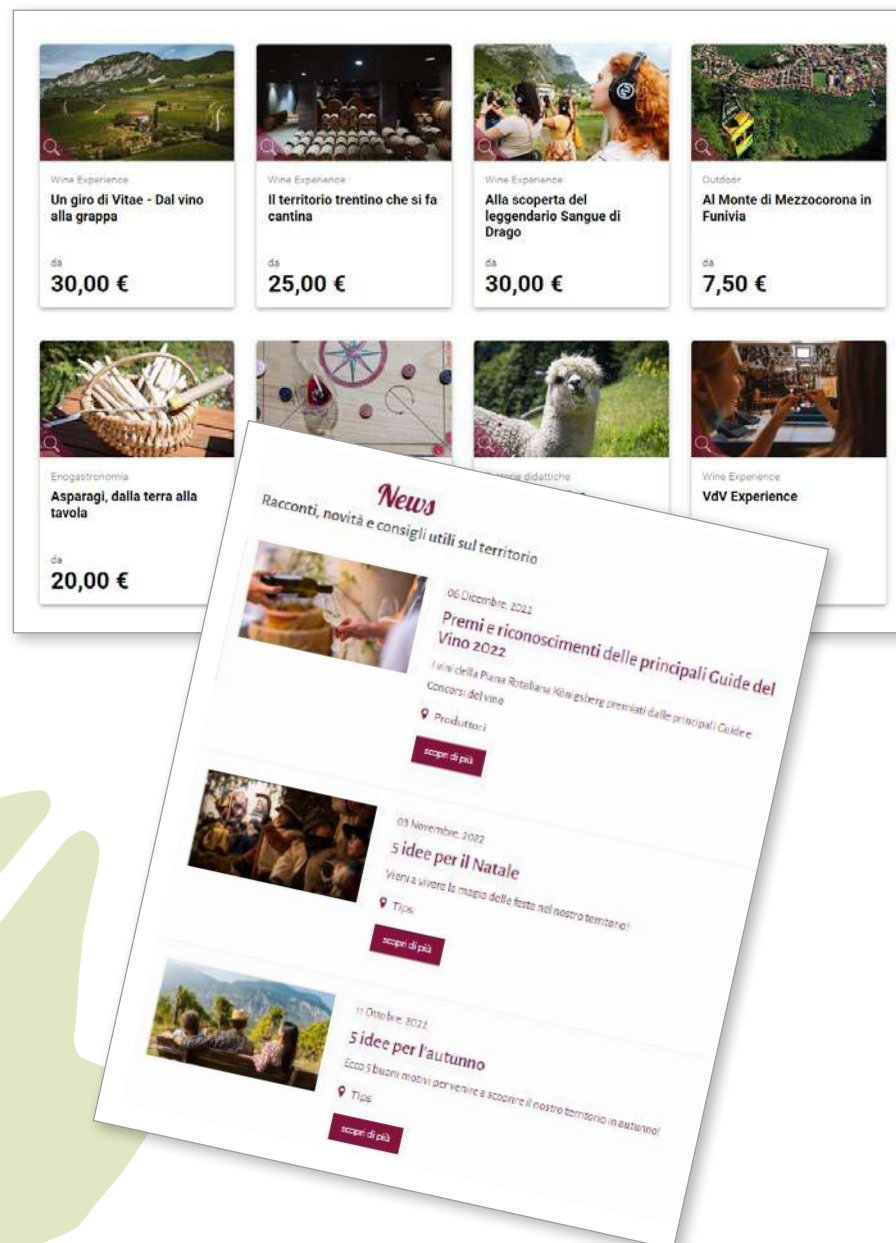 Wine Experience
Un giro di Vitae - Dal vino
alla grappa
da
30,00 €
Wine Experience
Il territorio trentino che si fa
cantina
da
25,00 €
Wine Experience
Alla scoperta del
leggendario Sangue di
Drago
da
30,00 €
Outdoor
Al Monte di Mezzocorona in
Funivia
da
7,50 €
Enogastronomia
Asparagi, dalla terra alla
tavola
da
20,00 €
didattiche
Wine Experience
VdV Experience
News
Racconti, novità e consigli utili sul territorio
06 Dicembre, 2022
Premi e riconoscimenti delle principali Guide del
Vino 2022
I vini della Piana Rotaliana Königsberg premiati dalle principali Guide e
Concorsi del vino
Produttori
scopri di più
03 Novembre, 2022
5 idee per il Natale
Vieni a vivere la magia delle feste nel nostro territorio!
Tips
scopri di più
11 Ottobre, 2022
5 idee per l'autunno
Ecco 5 buoni motivi per venire a scoprire il nostro territorio in autunno!
Tips
scopri di più